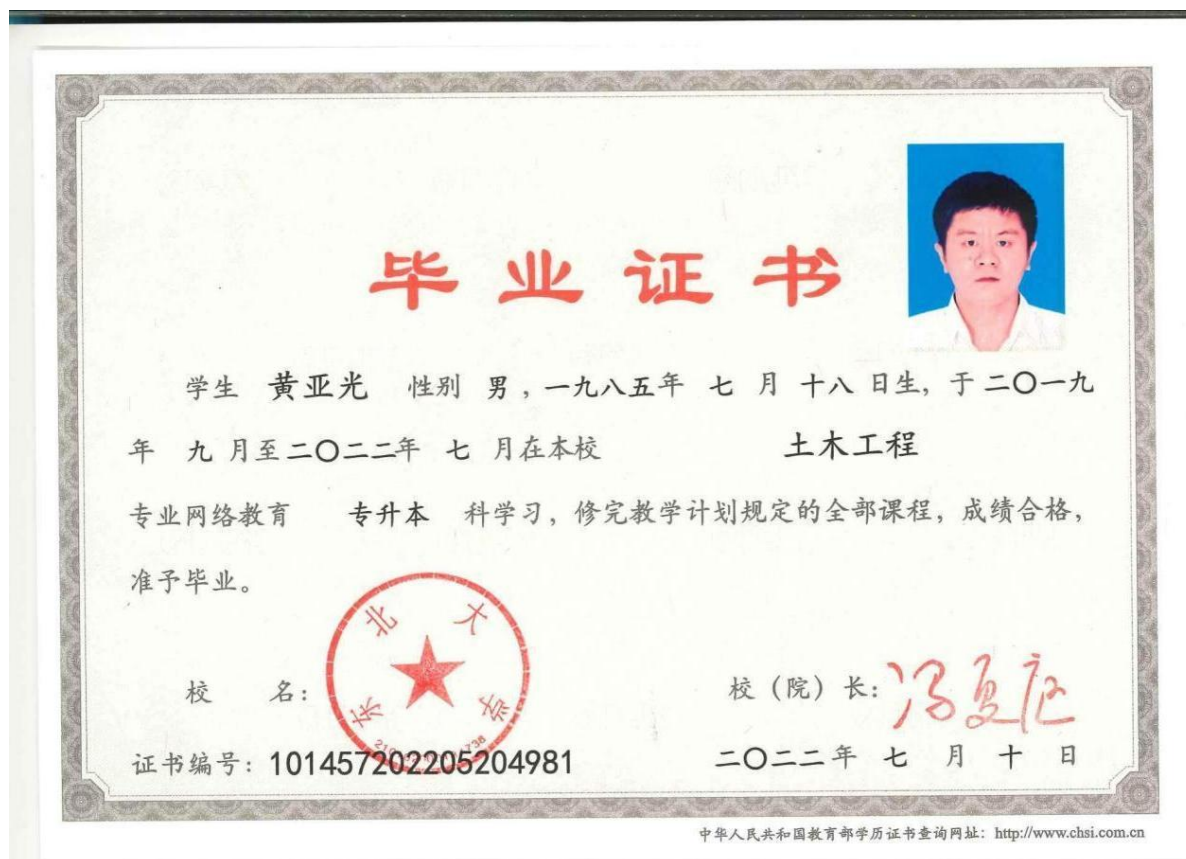 毕业证书
学生 黄亚光 性别 男，一九八五年 七 月 十八 日生，于二〇一九
年 九 月至二〇二二年 七 月在本校 土木工程
专业网络教育 专升本 科学习，修完教学计划规定的全部课程，成绩合格，
准予毕业。
东北大学
校 名：
校（院）长：冯夏庭
证书编号：101457202205204981
二〇二二年 七 月 十 日
中华人民共和国教育部学历证书查询网址：http://www.chsi.com.cn